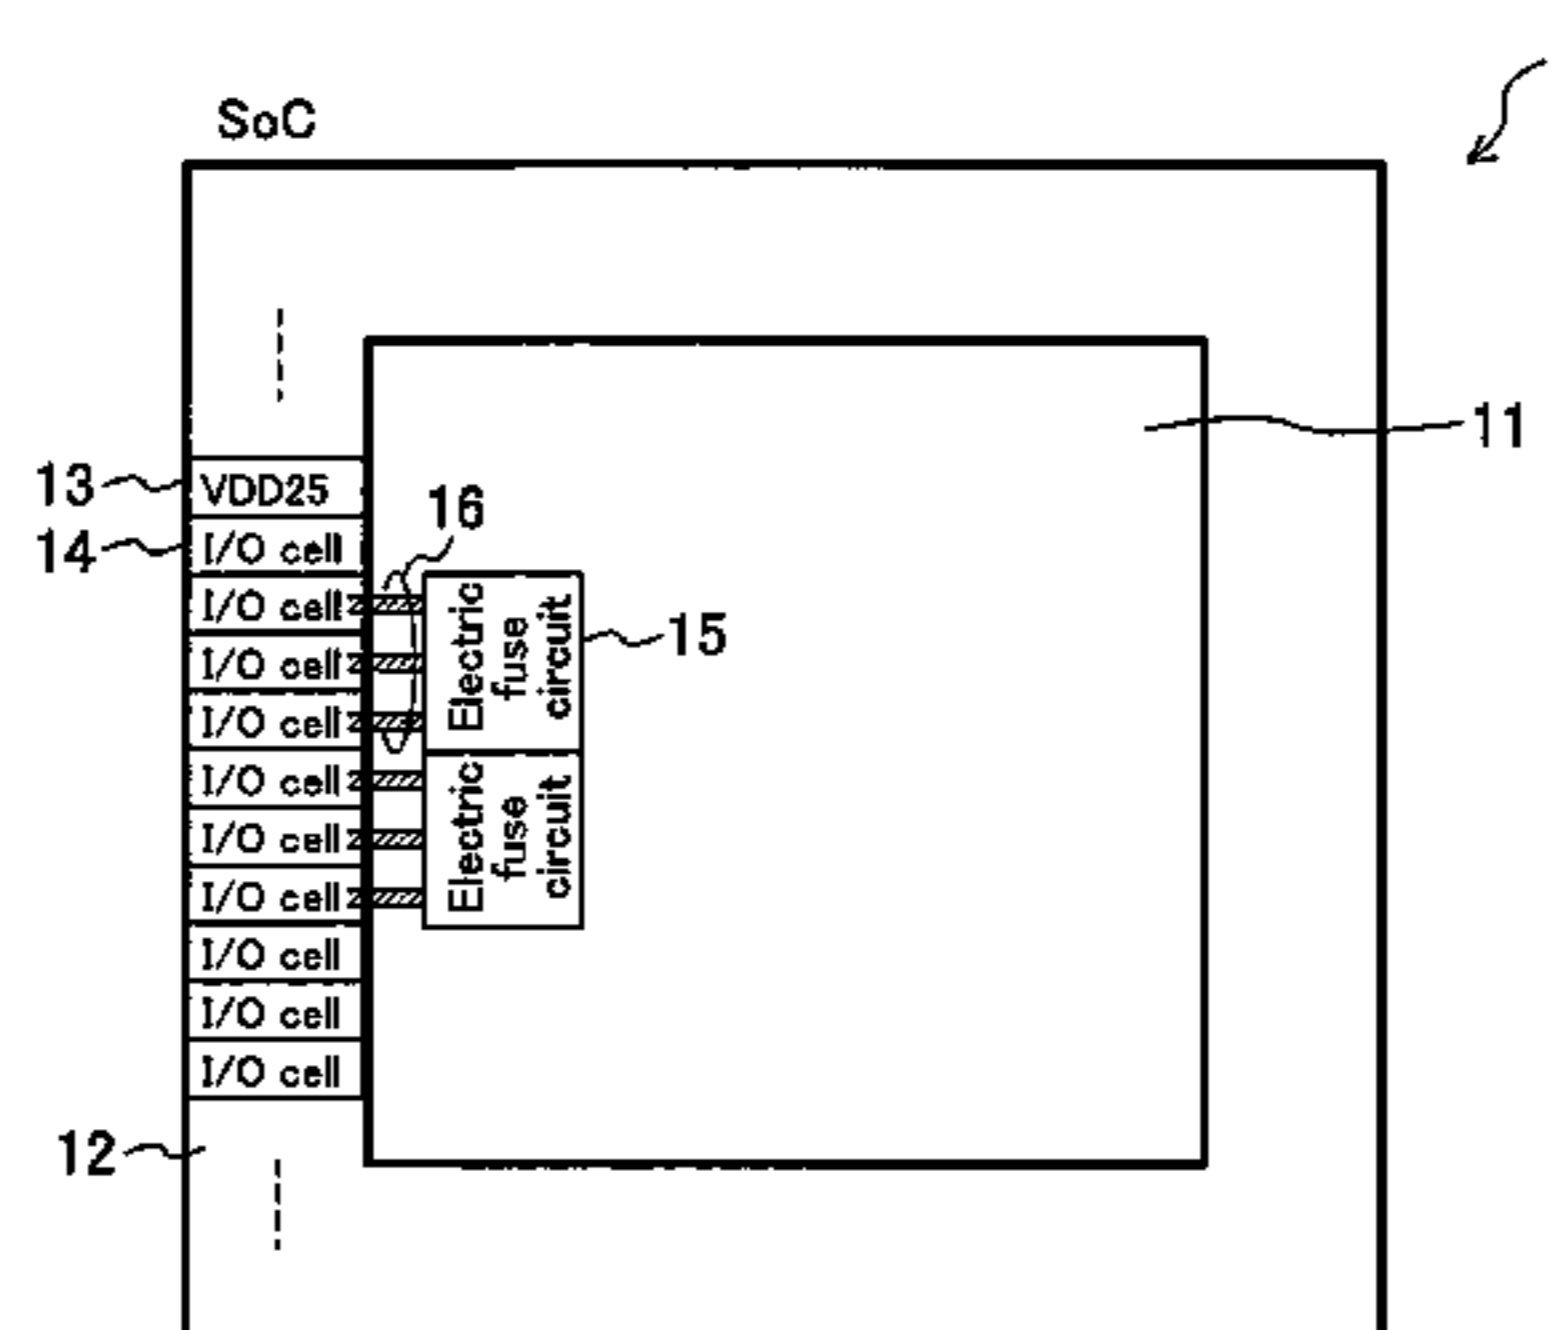 SoC
11
13
VDD25
16
14
I/O cell
I/O cell
I/O cell
I/O cell
I/O cell
I/O cell
I/O cell
I/O cell
I/O cell
I/O cell
Electric
fuse
circuit
15
Electric
fuse
circuit
12